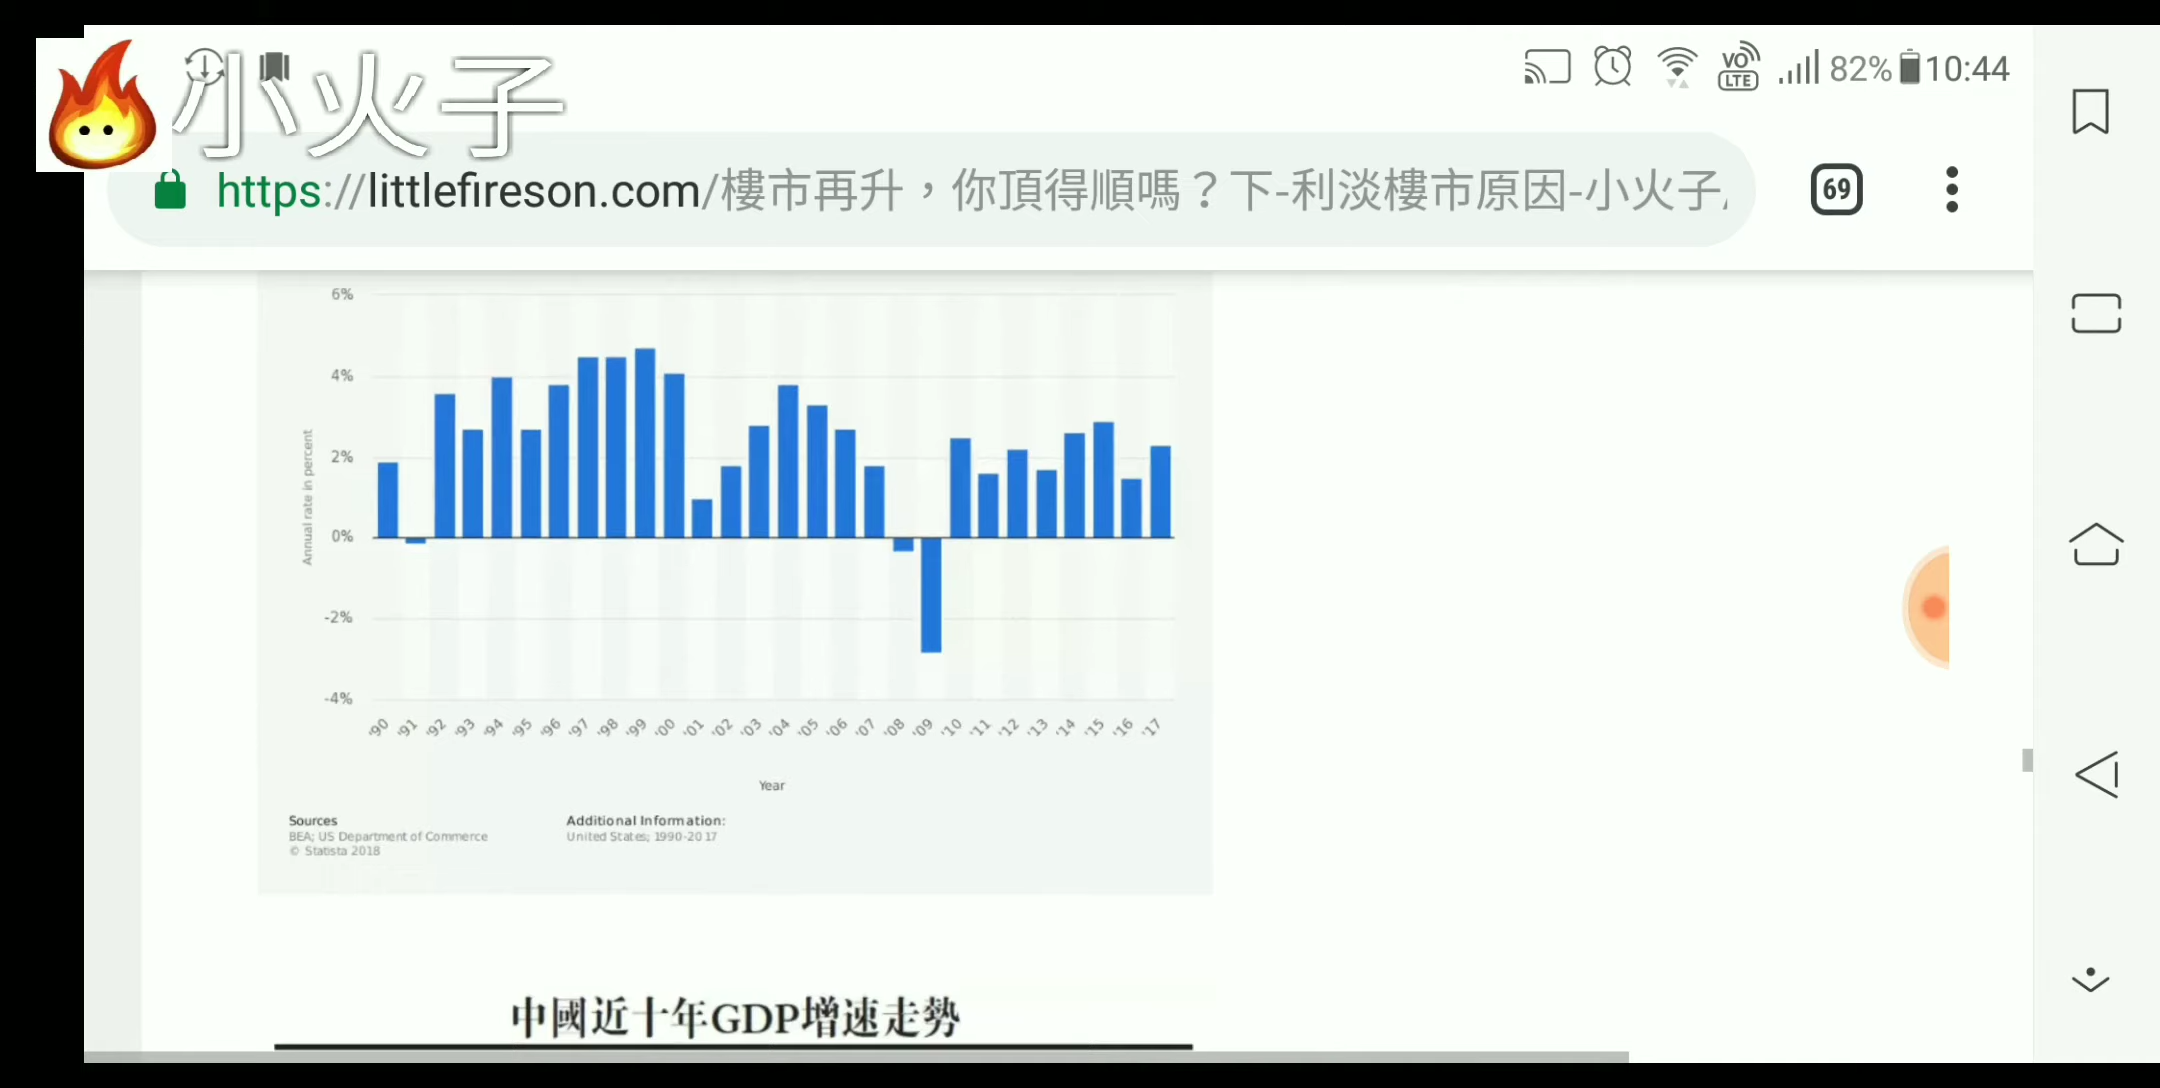 小火子
VO
LTE
82%
10:44
https://littlefireson.com/樓市再升，你頂得順嗎？下-利淡樓市原因-小火子
69
6%
4%
2%
0%
-2%
-4%
Annual rate in percent
'90 '91 '92 '93 '94 '95 '96 '97 '98 '99 '00 '01 '02 '03 '04 '05 '06 '07 '08 '09 '10 '11 '12 '13 '14 '15 '16 '17
Year
Sources
BEA; US Department of Commerce
© Statista 2018
Additional Information:
United States; 1990-2017
中國近十年GDP增速走勢